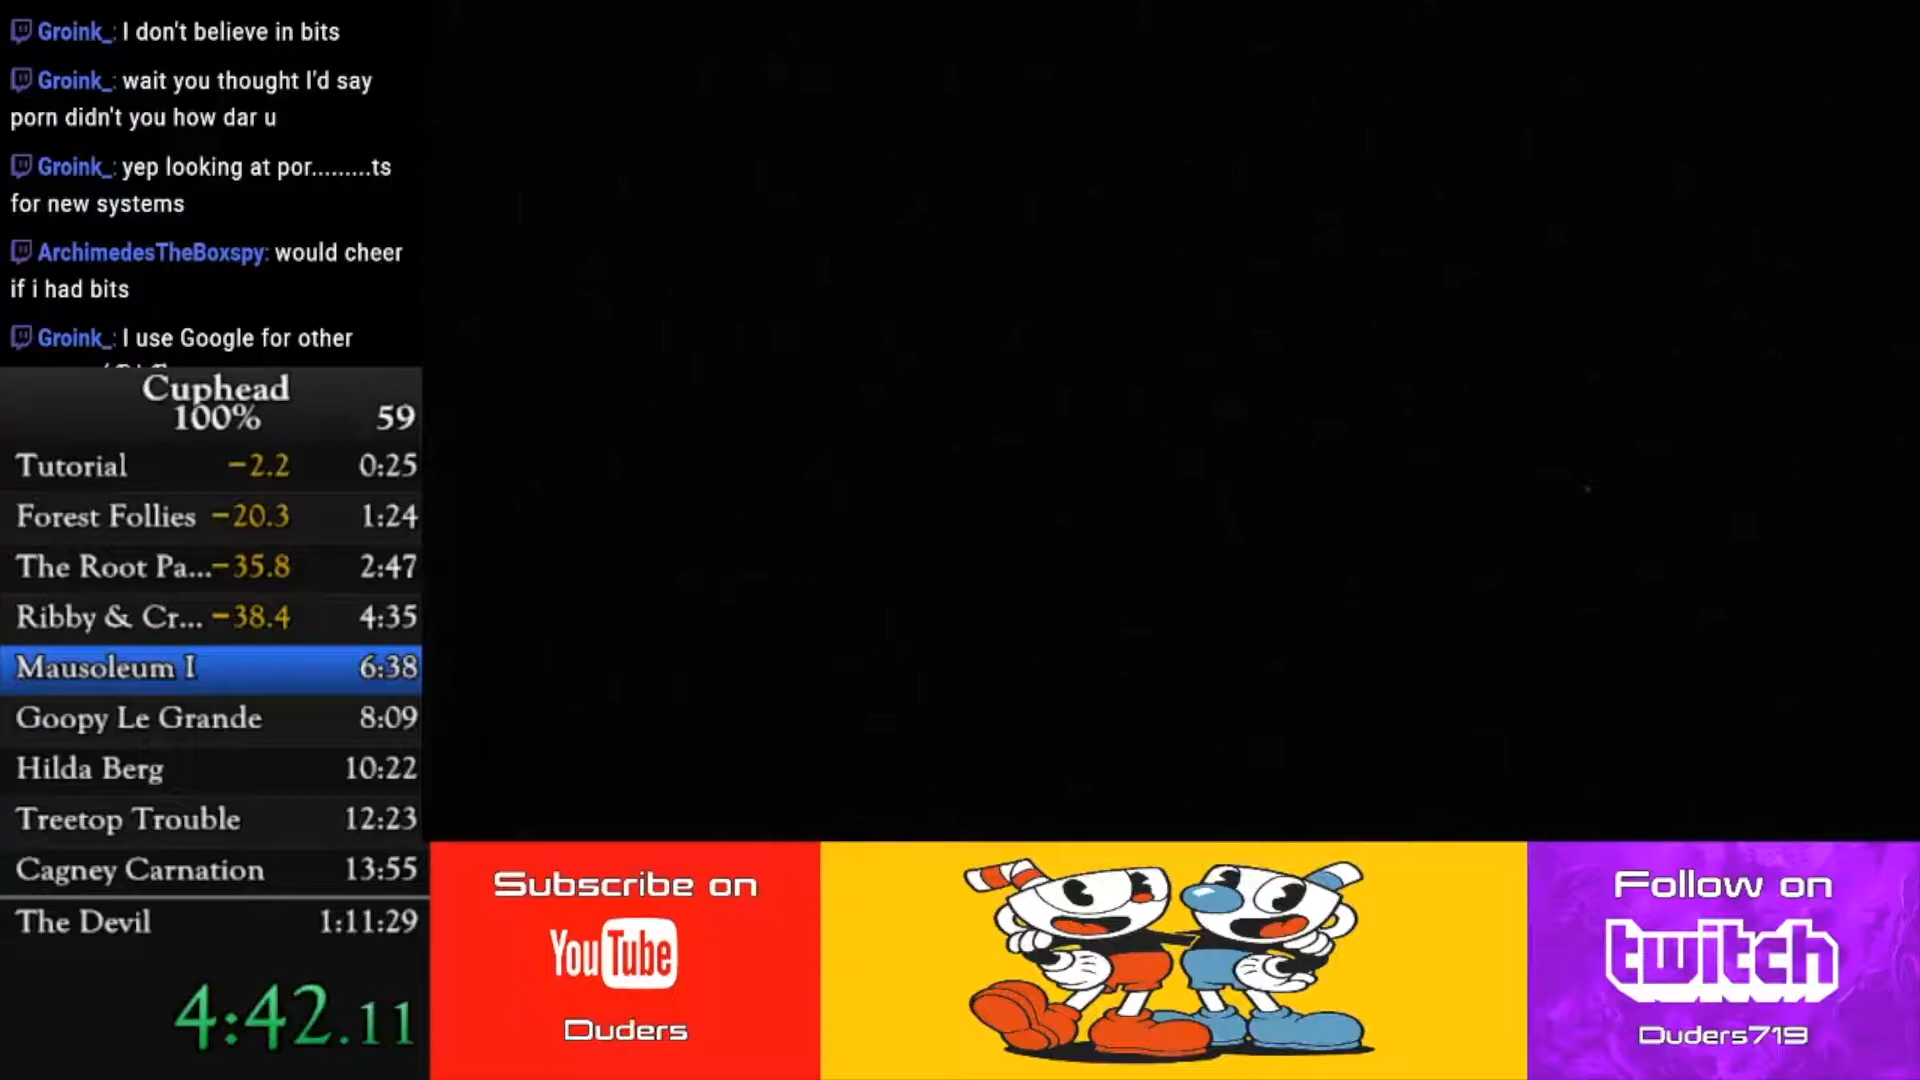 Groink_: I don't believe in bits
Groink_: wait you thought I'd say
porn didn't you how dar u
Groink_: yep looking at por.........ts
for new systems
ArchimedesTheBoxspy: would cheer
if i had bits
Groink_: I use Google for other
Cuphead
100% 59
Tutorial -2.2 0:25
Forest Follies -20.3 1:24
The Root Pa... -35.8 2:47
Ribby & Cr... -38.4 4:35
Mausoleum I 6:38
Goopy Le Grande 8:09
Hilda Berg 10:22
Treetop Trouble 12:23
Cagney Carnation 13:55
The Devil 1:11:29
4:42.11
Subscribe on
YouTube
Duders
Follow on
twitch
Duders719